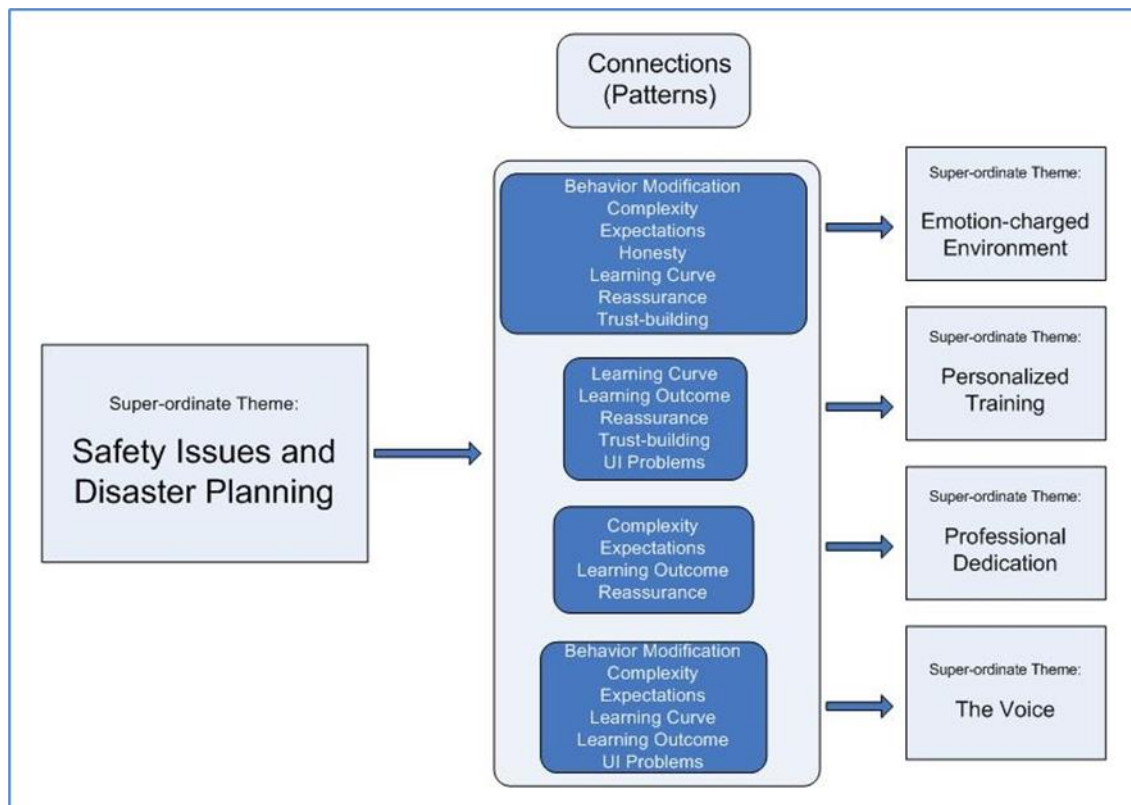 Connections
(Patterns)
Super-ordinate Theme:
Safety Issues and
Disaster Planning
Behavior Modification
Complexity
Expectations
Honesty
Learning Curve
Reassurance
Trust-building
Super-ordinate Theme:
Emotion-charged
Environment
Learning Curve
Learning Outcome
Reassurance
Trust-building
UI Problems
Super-ordinate Theme:
Personalized
Training
Complexity
Expectations
Learning Outcome
Reassurance
Super-ordinate Theme:
Professional
Dedication
Behavior Modification
Complexity
Expectations
Learning Curve
Learning Outcome
UI Problems
Super-ordinate Theme:
The Voice